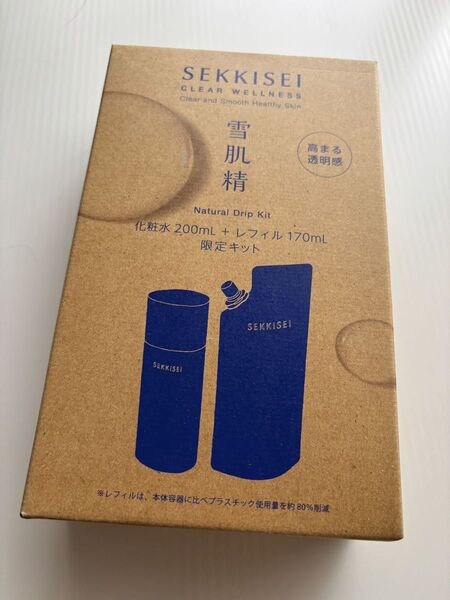 SEKKISEI
CLEAR WELLNESS
Clear and Smooth Healthy Skin
雪肌精
高まる
透明感
Natural Drip Kit
化粧水 200mL + レフィル 170mL
限定キット
SEKKISEI
SEKKISEI
※レフィルは、本体容器に比べプラスチック使用量を約80%削減